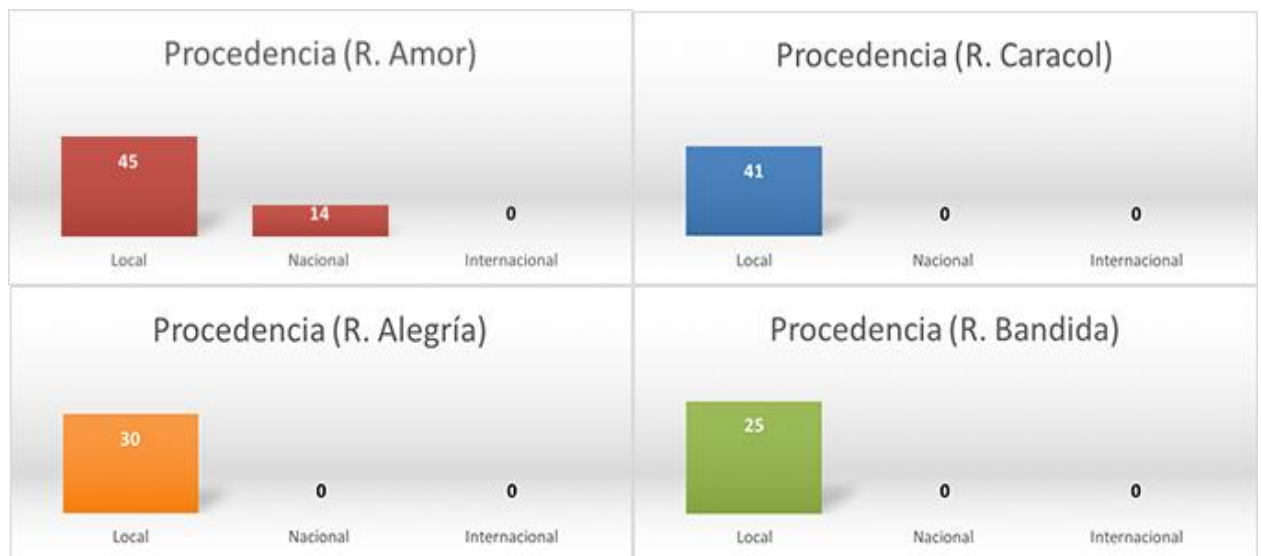 Procedencia (R. Amor)
45
14
0
Local Nacional Internacional
Procedencia (R. Caracol)
41
0 0
Local Nacional Internacional
Procedencia (R. Alegría)
30
0 0
Local Nacional Internacional
Procedencia (R. Bandida)
25
0 0
Local Nacional Internacional